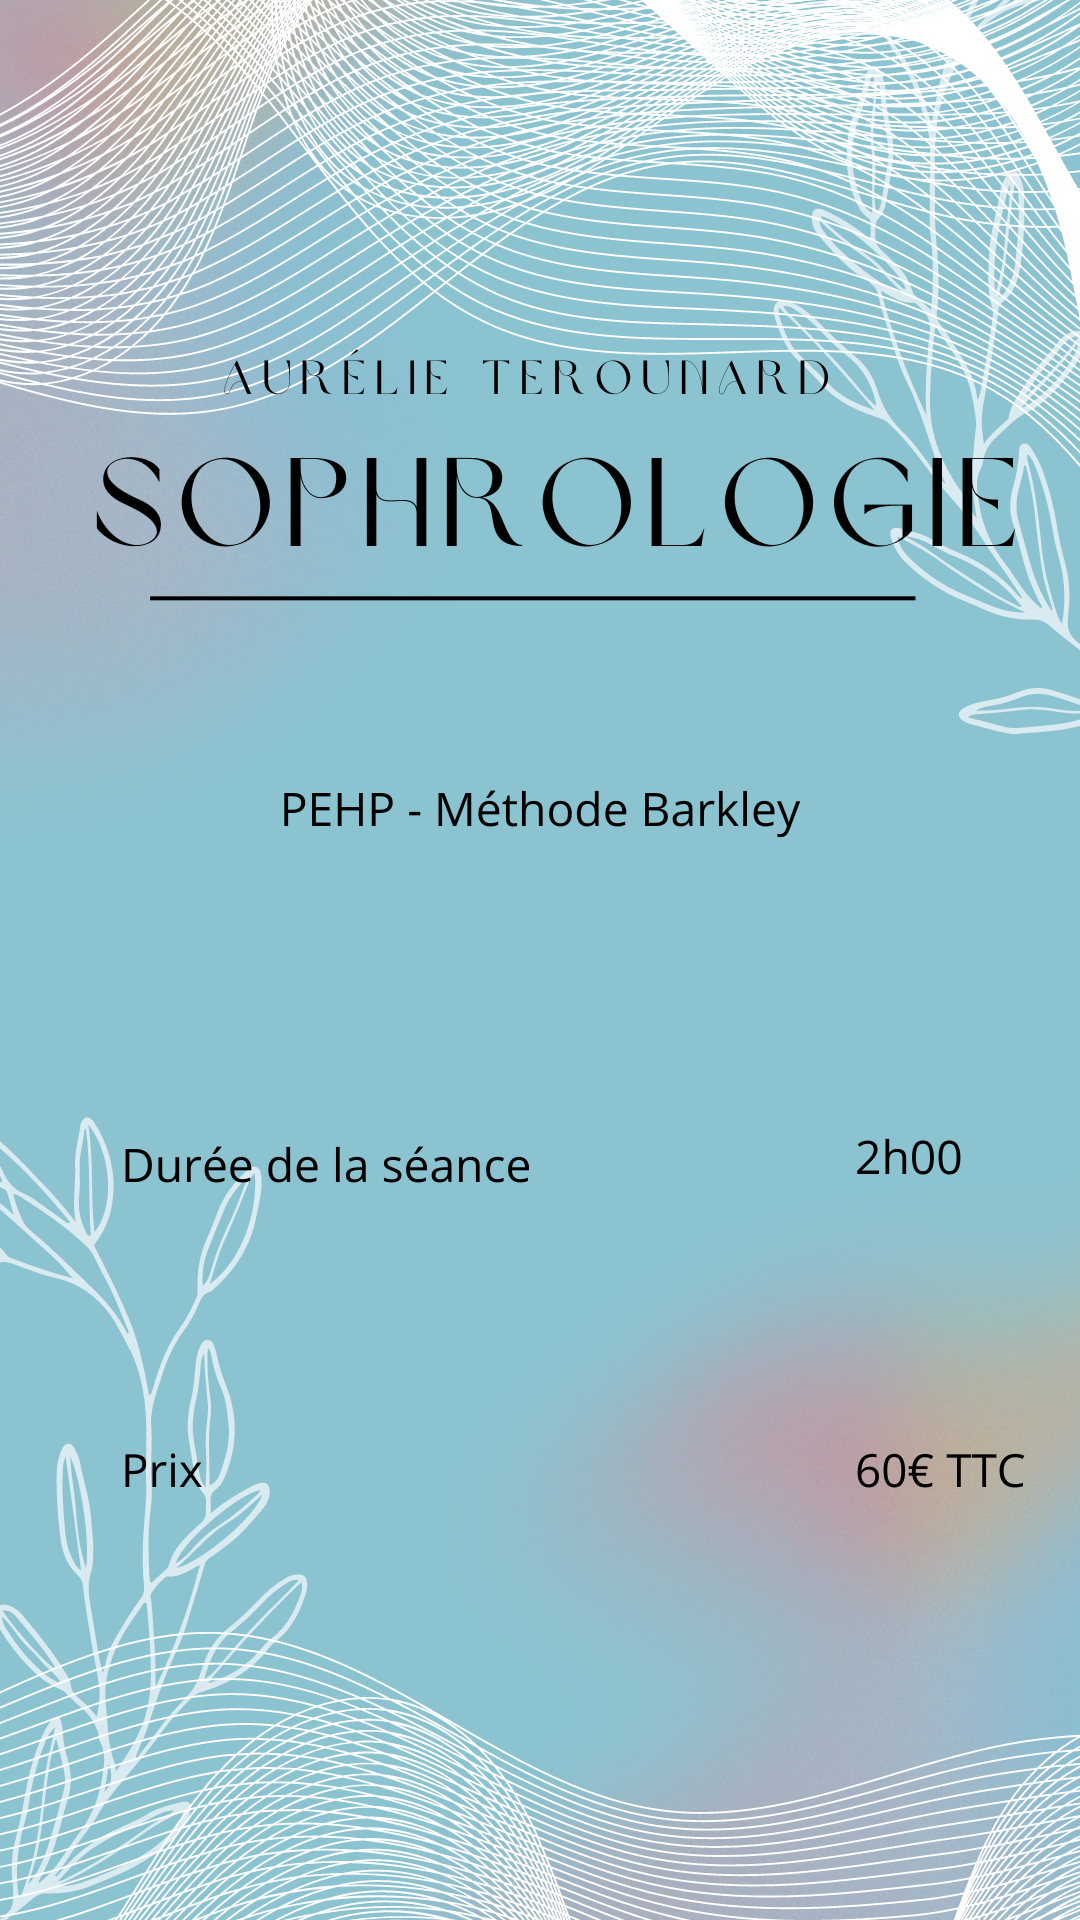 AURÉLIE TEROUNARD
SOPHROLOGIE
PEHP - Méthode Barkley
Durée de la séance 2h00
Prix 60€ TTC